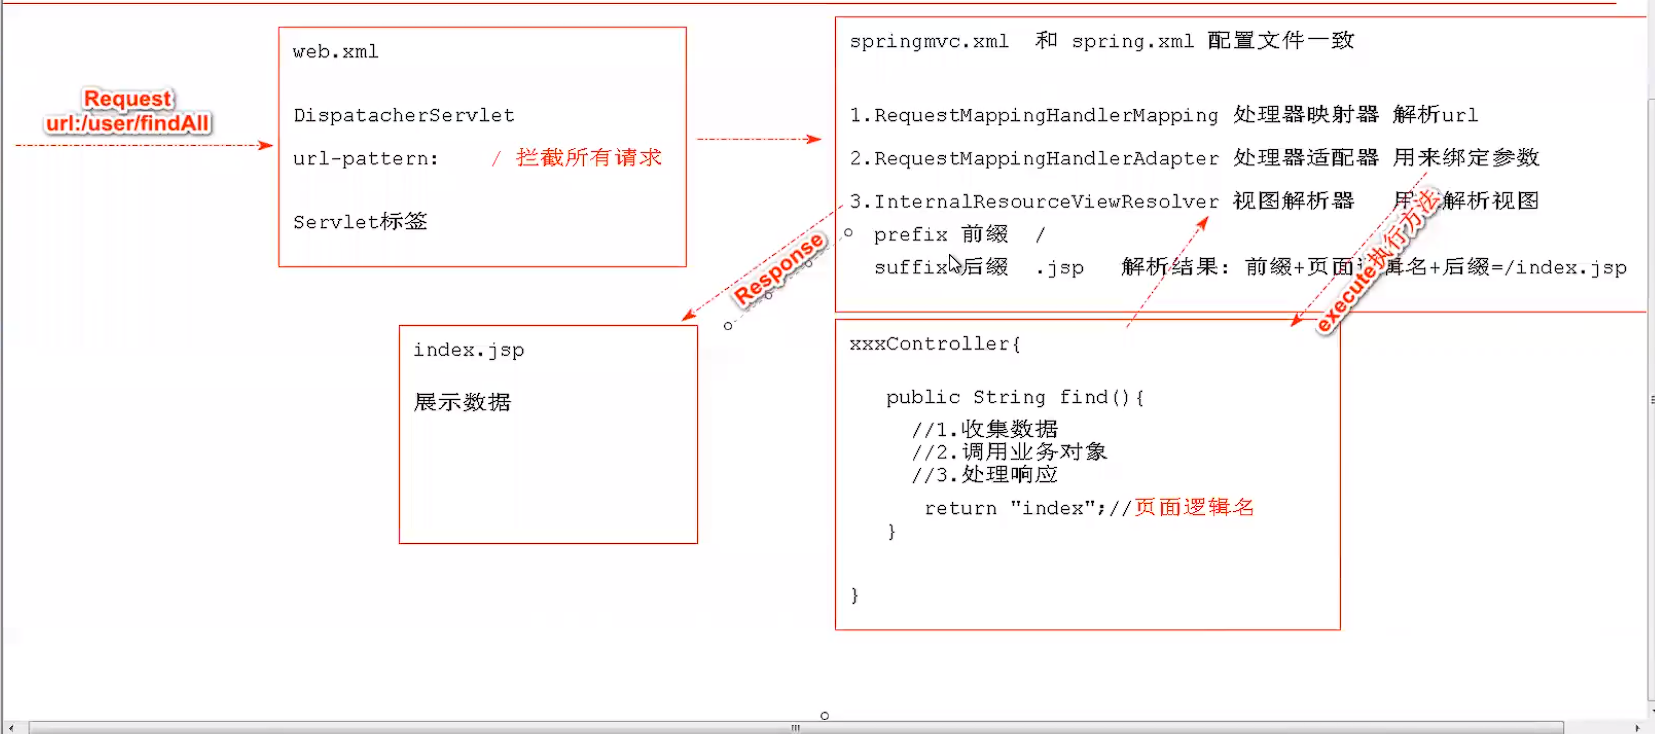 Request
url:/user/findAll
web.xml
DispatacherServlet
url-pattern: / 拦截所有请求
Servlet标签
springmvc.xml 和 spring.xml 配置文件一致
1.RequestMappingHandlerMapping 处理器映射器 解析url
2.RequestMappingHandlerAdapter 处理器适配器 用来绑定参数
3.InternalResourceViewResolver 视图解析器 用 解析视图
prefix 前缀 /
suffix 后缀 .jsp 解析结果: 前缀+页面 辑名+后缀=/index.jsp
Response
execute执行方法
index.jsp
展示数据
xxxController{
public String find(){
//1.收集数据
//2.调用业务对象
//3.处理响应
return "index";//页面逻辑名
}
}